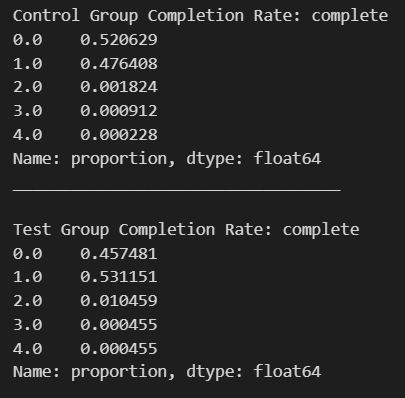 Control Group Completion Rate: complete
0.0    0.520629
1.0    0.476408
2.0    0.001824
3.0    0.000912
4.0    0.000228
Name: proportion, dtype: float64
_________________________________
Test Group Completion Rate: complete
0.0    0.457481
1.0    0.531151
2.0    0.010459
3.0    0.000455
4.0    0.000455
Name: proportion, dtype: float64